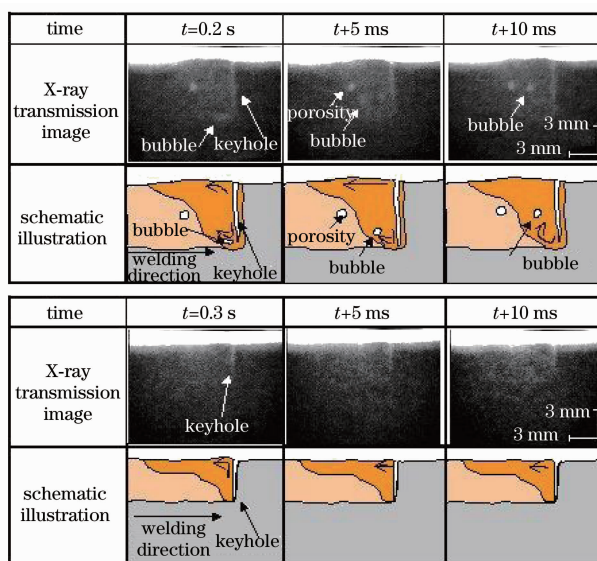 time t=0.2 s t+5 ms t+10 ms
X-ray
transmission
image
bubble keyhole
porosity
bubble
bubble
3 mm
3 mm
schematic
illustration
bubble
welding
direction
keyhole
porosity
bubble
bubble
time t=0.3 s t+5 ms t+10 ms
X-ray
transmission
image
keyhole
3 mm
3 mm
schematic
illustration
welding
direction
keyhole